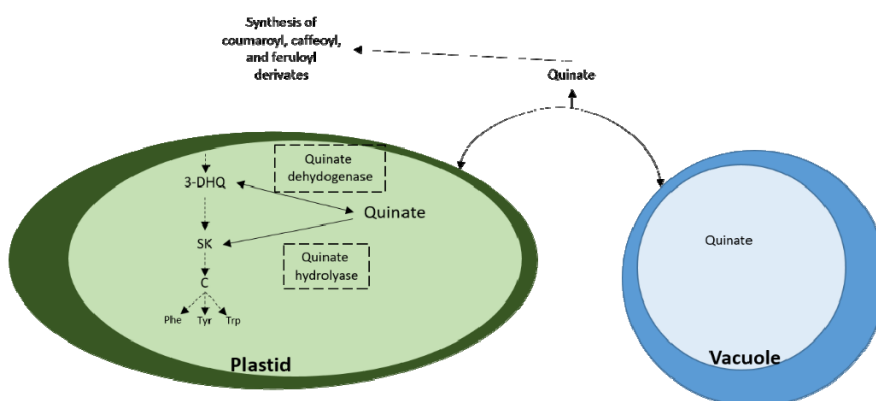 Synthesis of
coumaroyl, caffeoyl,
and feruloyl
derivates
Quinate
Quinate
dehydogenase
3-DHQ
Quinate
SK
Quinate
hydrolyase
C
Phe Tyr Trp
Plastid
Quinate
Vacuole